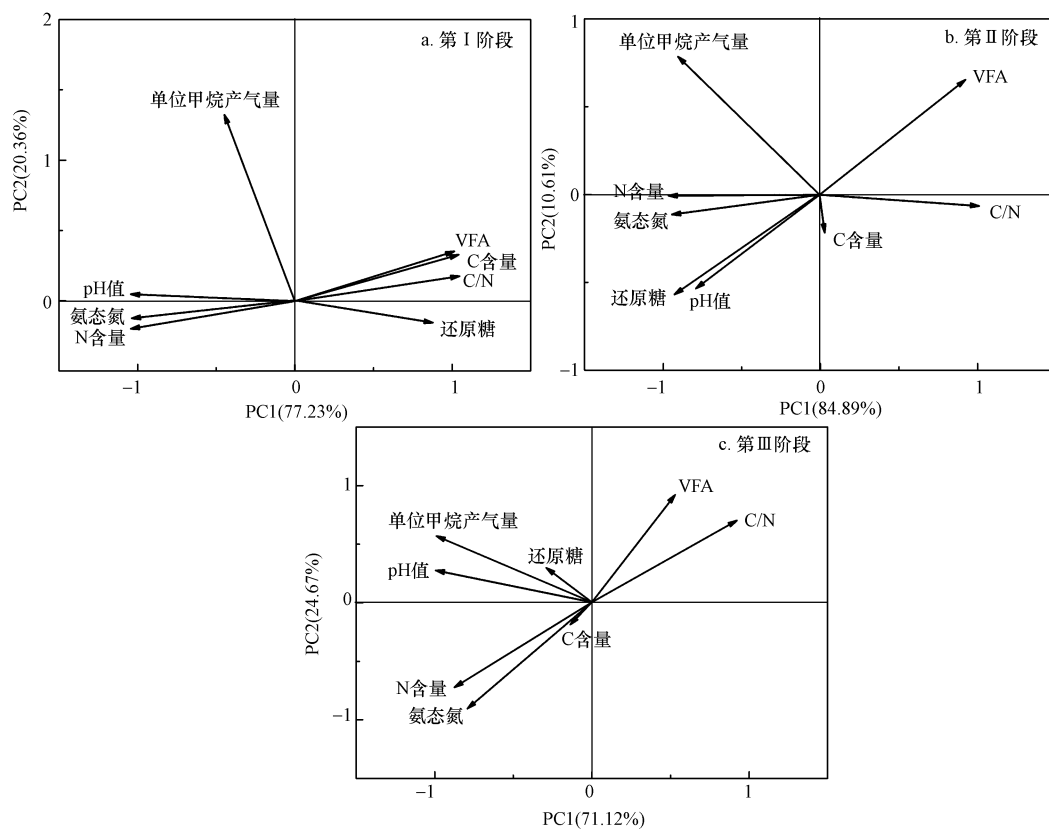 a. 第Ⅰ阶段
2
1
0
PC2(20.36%)
单位甲烷产气量
VFA
C含量
C/N
pH值
氨态氮
N含量
还原糖
−1
0
1
PC1(77.23%)
b. 第Ⅱ阶段
1
0
−1
PC2(10.61%)
单位甲烷产气量
VFA
N含量
氨态氮
C/N
C含量
还原糖
pH值
−1
0
1
PC1(84.89%)
c. 第Ⅲ阶段
1
0
−1
PC2(24.67%)
VFA
单位甲烷产气量
C/N
还原糖
pH值
C含量
N含量
氨态氮
−1
0
1
PC1(71.12%)